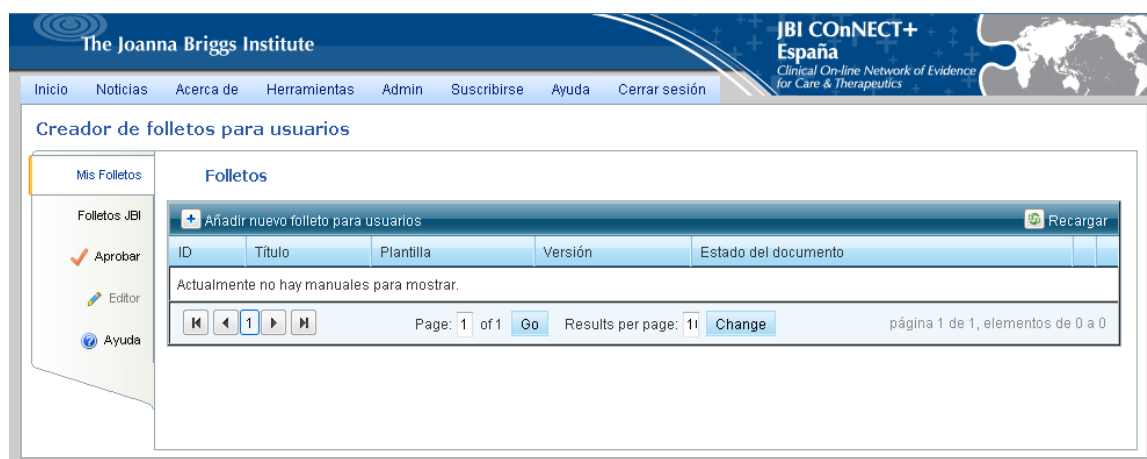 The Joanna Briggs Institute
JBI COnNECT+
España
Clinical On-line Network of Evidence
for Care & Therapeutics
Inicio Noticias Acerca de Herramientas Admin Suscribirse Ayuda Cerrar sesión
Creador de folletos para usuarios
Mis Folletos
Folletos JBI
Aprobar
Editor
Ayuda
Folletos
Añadir nuevo folleto para usuarios Recargar
ID Título Plantilla Versión Estado del documento
Actualmente no hay manuales para mostrar.
1 Page: 1 of 1 Go Results per page: Change página 1 de 1, elementos de 0 a 0